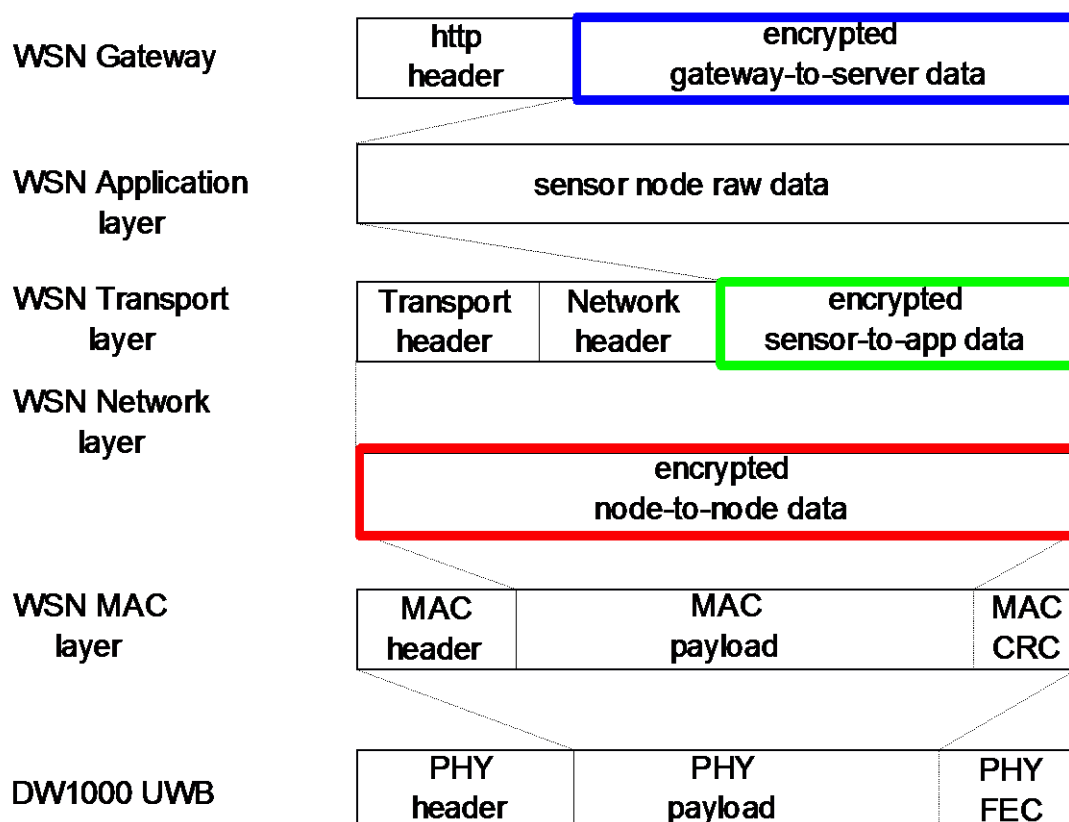 WSN Gateway
http
header
encrypted
gateway-to-server data
WSN Application
layer
sensor node raw data
WSN Transport
layer
Transport
header
Network
header
encrypted
sensor-to-app data
WSN Network
layer
encrypted
node-to-node data
WSN MAC
layer
MAC
header
MAC
payload
MAC
CRC
DW1000 UWB
PHY
header
PHY
payload
PHY
FEC